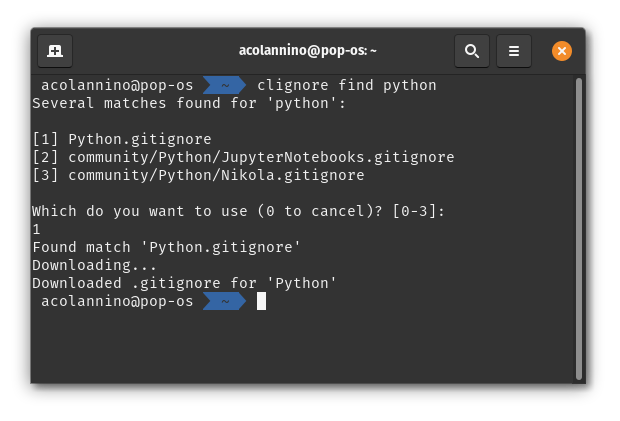 acolannino@pop-os: ~
acolannino@pop-os ~ clignore find python
Several matches found for 'python':
[1] Python.gitignore
[2] community/Python/JupyterNotebooks.gitignore
[3] community/Python/Nikola.gitignore
Which do you want to use (0 to cancel)? [0-3]:
1
Found match 'Python.gitignore'
Downloading...
Downloaded .gitignore for 'Python'
acolannino@pop-os ~